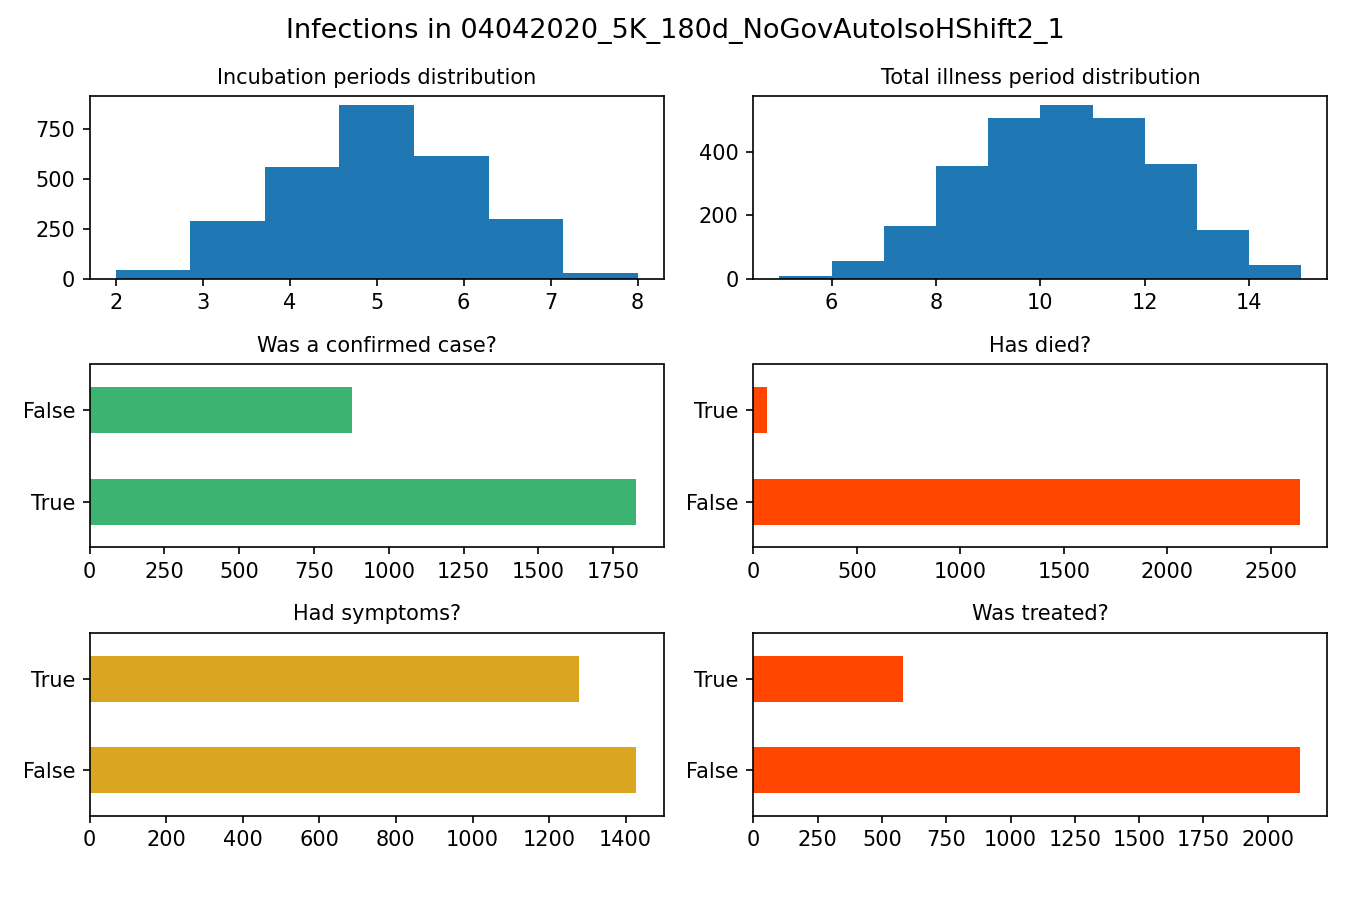 Infections in 04042020_5K_180d_NoGovAutoIsoHShift2_1
Incubation periods distribution
750
500
250
0
2 3 4 5 6 7 8
Total illness period distribution
400
200
0
6 8 10 12 14
Was a confirmed case?
False
True
0 250 500 750 1000 1250 1500 1750
Has died?
True
False
0 500 1000 1500 2000 2500
Had symptoms?
True
False
0 200 400 600 800 1000 1200 1400
Was treated?
True
False
0 250 500 750 1000 1250 1500 1750 2000